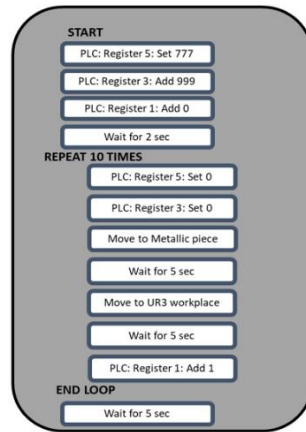 START
PLC: Register 5: Set 777
PLC: Register 3: Add 999
PLC: Register 1: Add 0
Wait for 2 sec
REPEAT 10 TIMES
PLC: Register 5: Set 0
PLC: Register 3: Set 0
Move to Metallic piece
Wait for 5 sec
Move to UR3 workplace
Wait for 5 sec
PLC: Register 1: Add 1
END LOOP
Wait for 5 sec